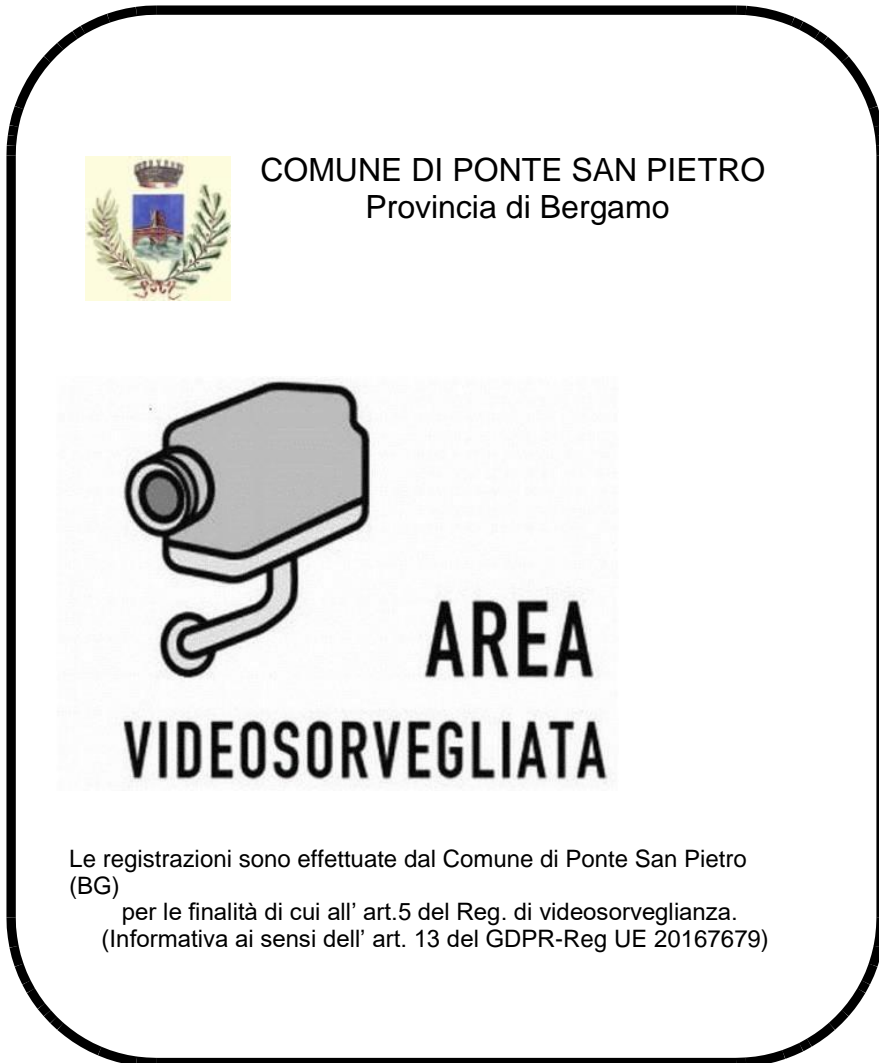 COMUNE DI PONTE SAN PIETRO
Provincia di Bergamo
AREA
VIDEOSORVEGLIATA
Le registrazioni sono effettuate dal Comune di Ponte San Pietro
(BG)
per le finalità di cui all’ art.5 del Reg. di videosorveglianza.
(Informativa ai sensi dell’ art. 13 del GDPR-Reg UE 20167679)